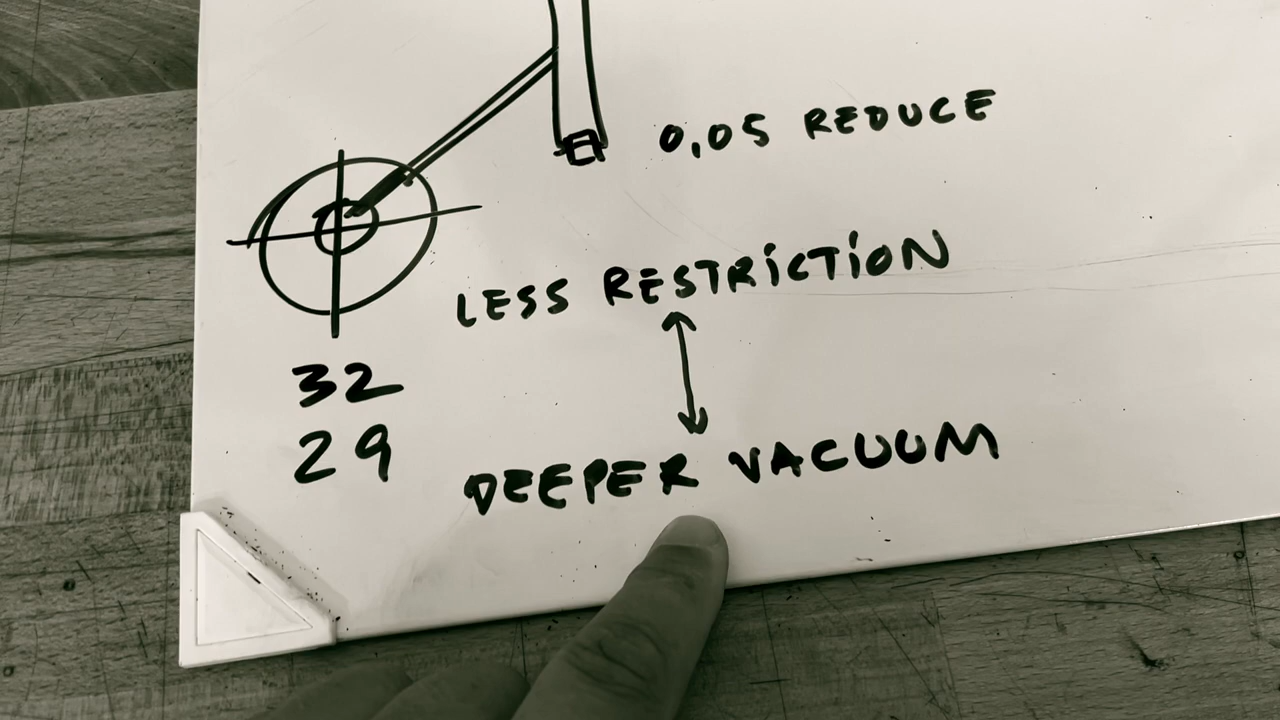 0,05 REDUCE
LESS RESTRICTION
32
29
DEEPER VACUUM